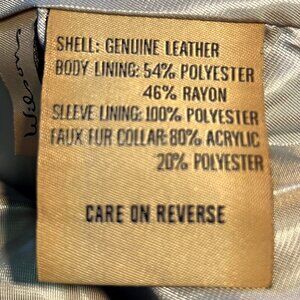 SHELL: GENUINE LEATHER
BODY LINING: 54% POLYESTER
46% RAYON
SLEEVE LINING: 100% POLYESTER
FAUX FUR COLLAR: 80% ACRYLIC
20% POLYESTER
CARE ON REVERSE
Wilsons